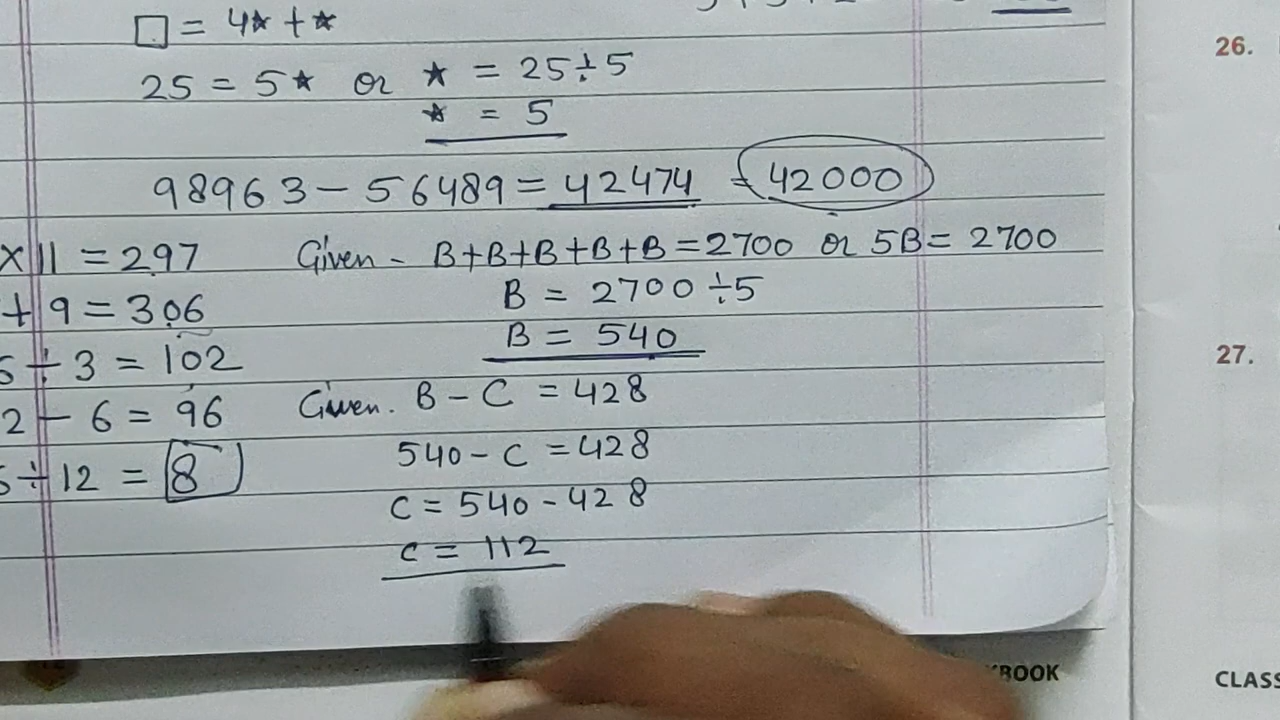 □ = 4★ + ★
25 = 5★ or ★ = 25÷5
★ = 5
98963 - 56489 = 42474 - 42000
×11 = 297
+ 9 = 306
÷ 3 = 102
2 - 6 = 96
÷ 12 = 8
Given - B+B+B+B+B = 2700 or 5B = 2700
B = 2700 ÷ 5
B = 540
Given. B - C = 428
540 - C = 428
C = 540 - 428
C = 112
26.
27.
BOOK
CLASS